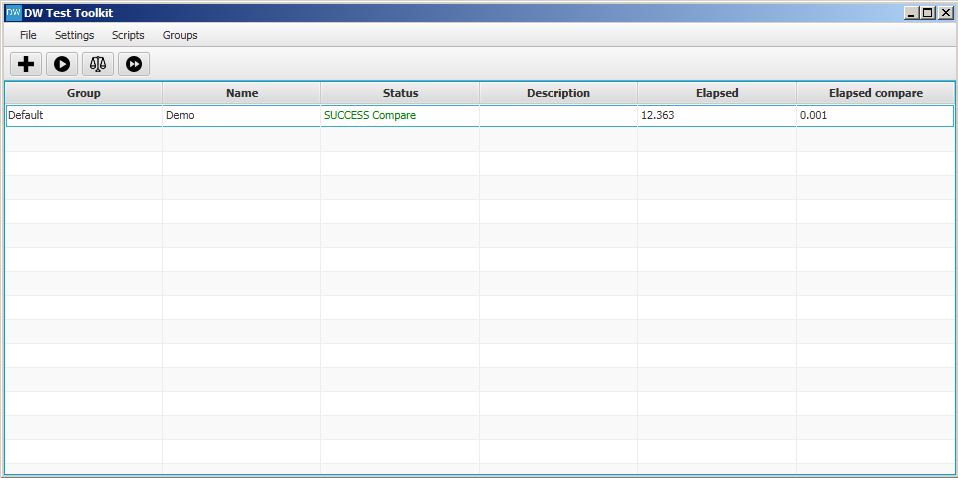 DW DW Test Toolkit
File Settings Scripts Groups
Group Name Status Description Elapsed Elapsed compare
Default Demo SUCCESS Compare 12.363 0.001